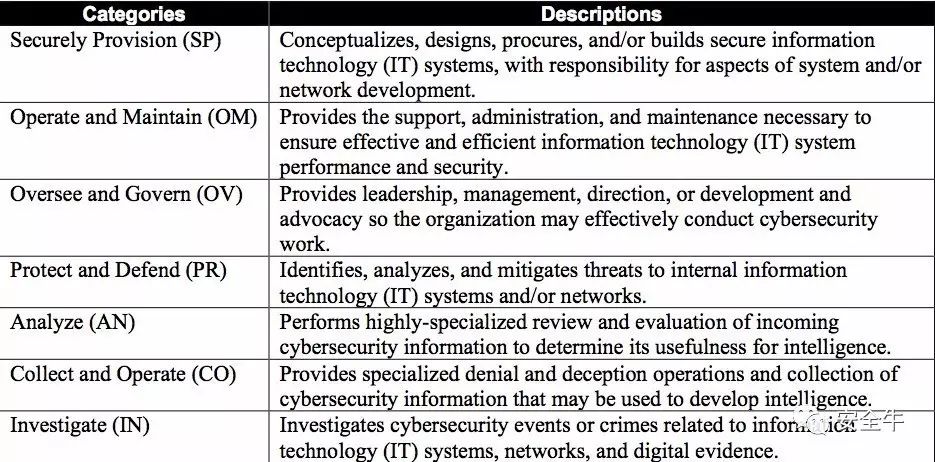 Categories Descriptions
Securely Provision (SP) Conceptualizes, designs, procures, and/or builds secure information
technology (IT) systems, with responsibility for aspects of system and/or
network development.
Operate and Maintain (OM) Provides the support, administration, and maintenance necessary to
ensure effective and efficient information technology (IT) system
performance and security.
Oversee and Govern (OV) Provides leadership, management, direction, or development and
advocacy so the organization may effectively conduct cybersecurity
work.
Protect and Defend (PR) Identifies, analyzes, and mitigates threats to internal information
technology (IT) systems and/or networks.
Analyze (AN) Performs highly-specialized review and evaluation of incoming
cybersecurity information to determine its usefulness for intelligence.
Collect and Operate (CO) Provides specialized denial and deception operations and collection of
cybersecurity information that may be used to develop intelligence.
Investigate (IN) Investigates cybersecurity events or crimes related to information
technology (IT) systems, networks, and digital evidence.
安全牛